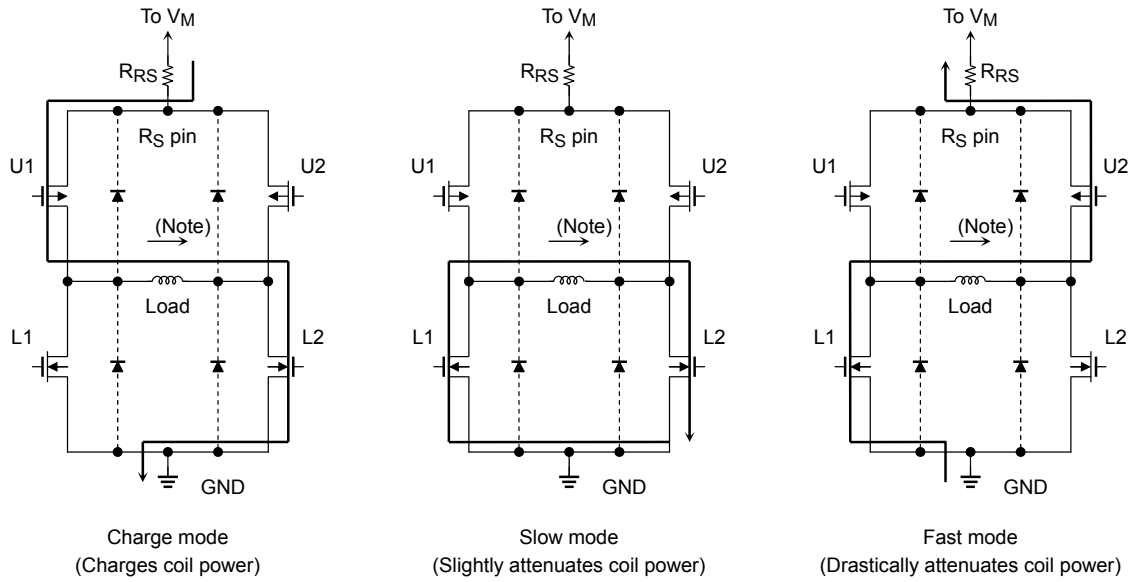 To VM
RRS
RS pin
U1
U2
(Note)
Load
L1
L2
GND
Charge mode
(Charges coil power)
To VM
RRS
RS pin
U1
U2
(Note)
Load
L1
L2
GND
Slow mode
(Slightly attenuates coil power)
To VM
RRS
RS pin
U1
U2
(Note)
Load
L1
L2
GND
Fast mode
(Drastically attenuates coil power)